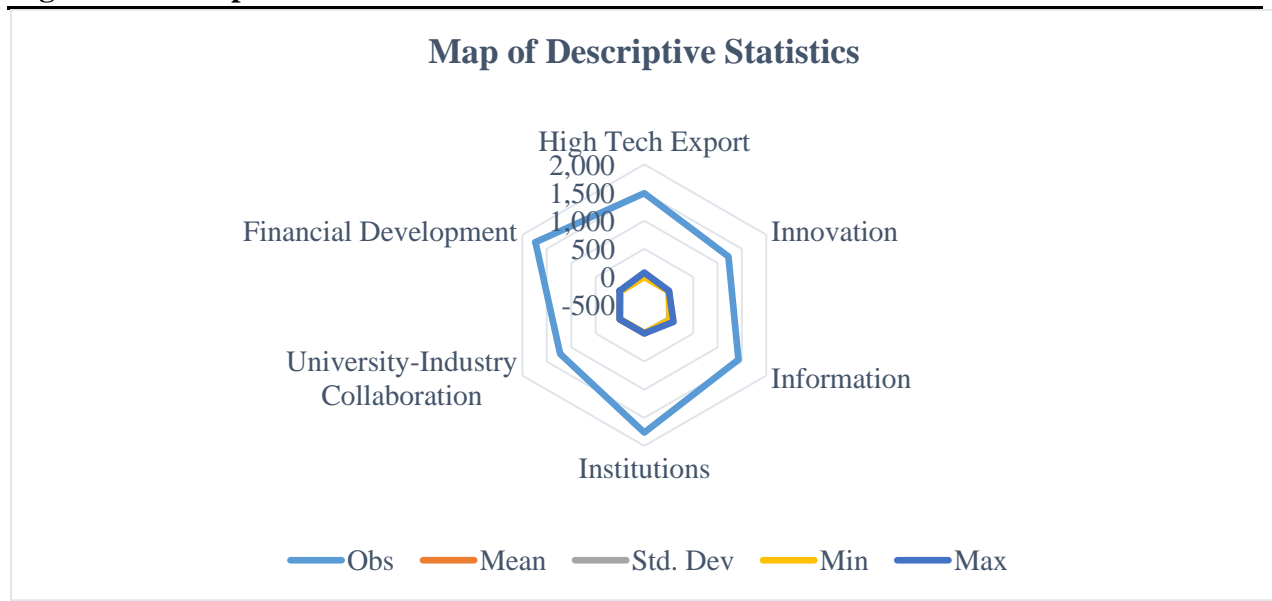 Map of Descriptive Statistics
High Tech Export
2,000
1,500
1,000
500
0
-500
Financial Development
Innovation
University-Industry
Collaboration
Information
Institutions
Obs
Mean
Std. Dev
Min
Max